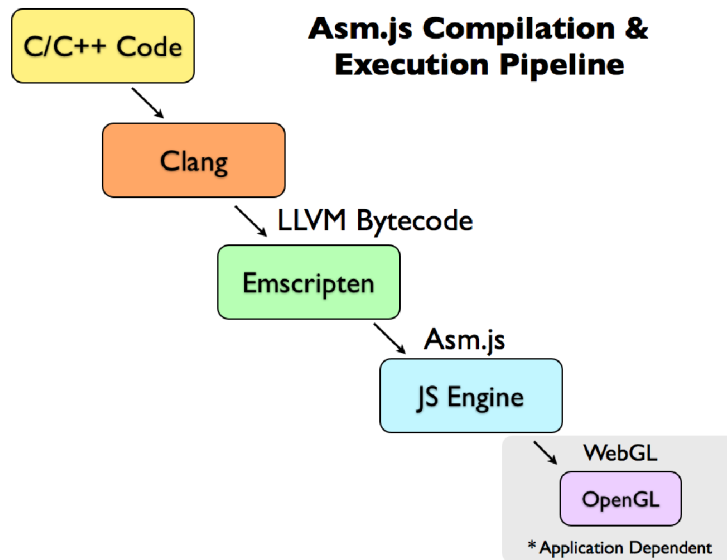 Asm.js Compilation &
Execution Pipeline
C/C++ Code
Clang
LLVM Bytecode
Emscripten
Asm.js
JS Engine
WebGL
OpenGL
* Application Dependent